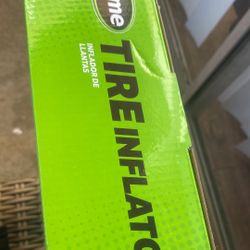 me
TIRE INFLATO
INFLADOR DE
LLANTAS